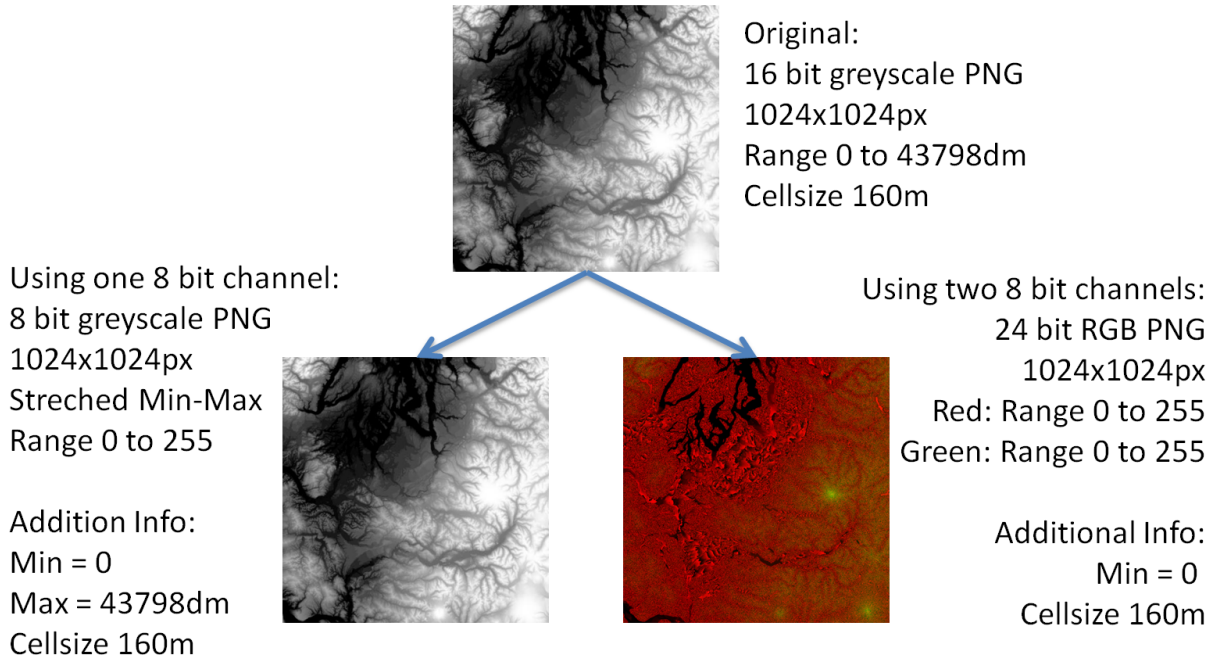 Original:
16 bit greyscale PNG
1024x1024px
Range 0 to 43798dm
Cellsize 160m
Using one 8 bit channel:
8 bit greyscale PNG
1024x1024px
Streched Min-Max
Range 0 to 255
Addition Info:
Min = 0
Max = 43798dm
Cellsize 160m
Using two 8 bit channels:
24 bit RGB PNG
1024x1024px
Red: Range 0 to 255
Green: Range 0 to 255
Additional Info:
Min = 0
Cellsize 160m